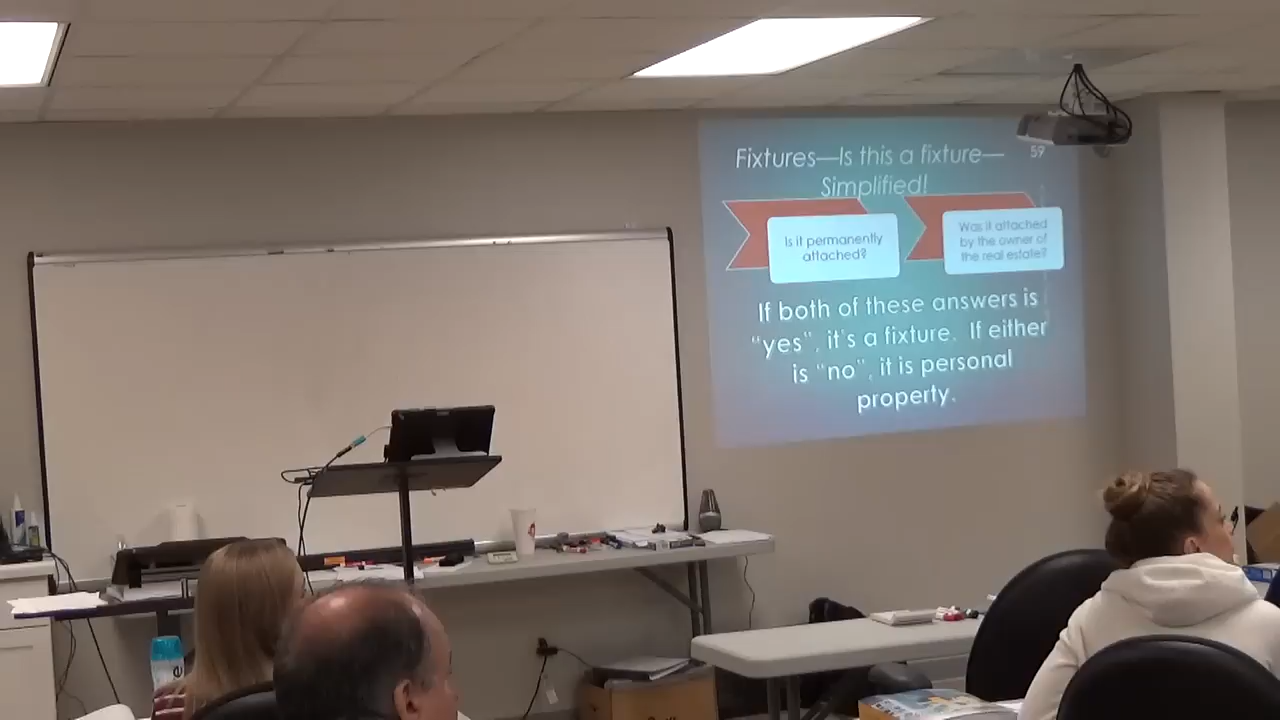 Fixtures—Is this a fixture—
Simplified!
59
Is it permanently
attached?
Was it attached
by the owner of
the real estate?
If both of these answers is
"yes", it's a fixture. If either
is "no", it is personal
property.